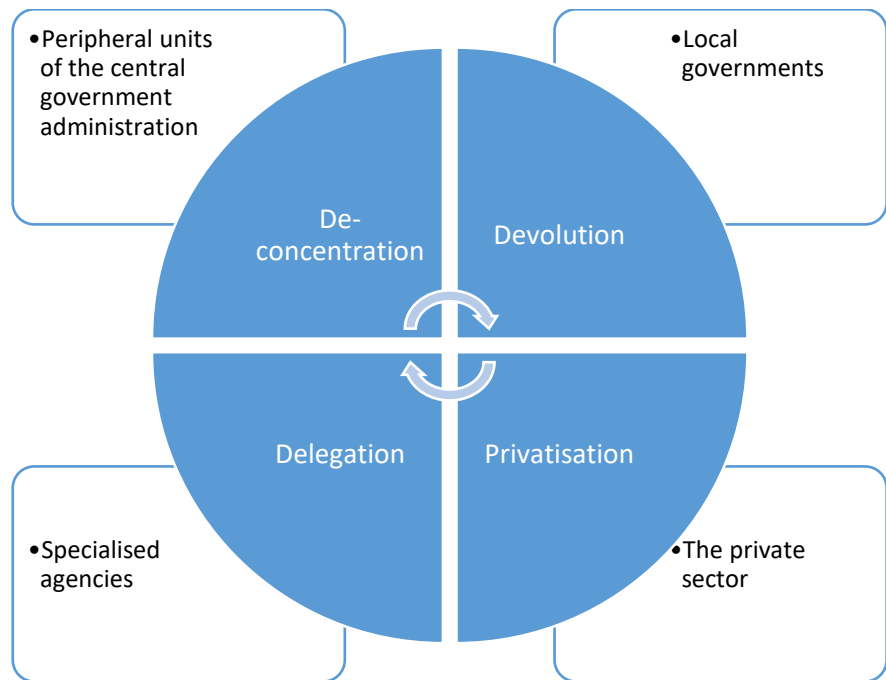 •Peripheral units
of the central
government
administration
•Local
governments
De-
concentration
Devolution
Delegation
Privatisation
•Specialised
agencies
•The private
sector